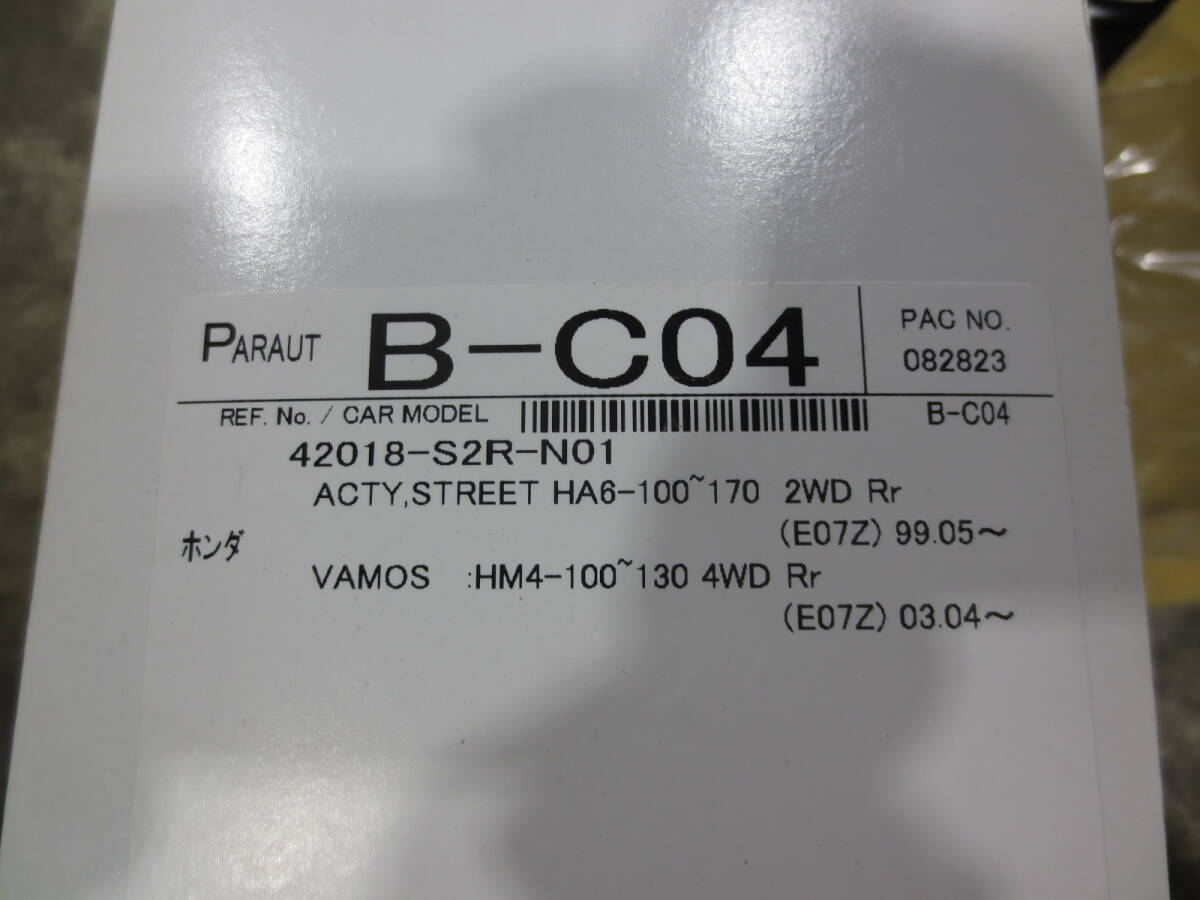 PARAUT B-C04 PAC NO.
082823
REF. No. / CAR MODEL B-C04
42018-S2R-N01
ACTY,STREET HA6-100~170 2WD Rr
(E07Z) 99.05～
ホンダ
VAMOS :HM4-100~130 4WD Rr
(E07Z) 03.04～